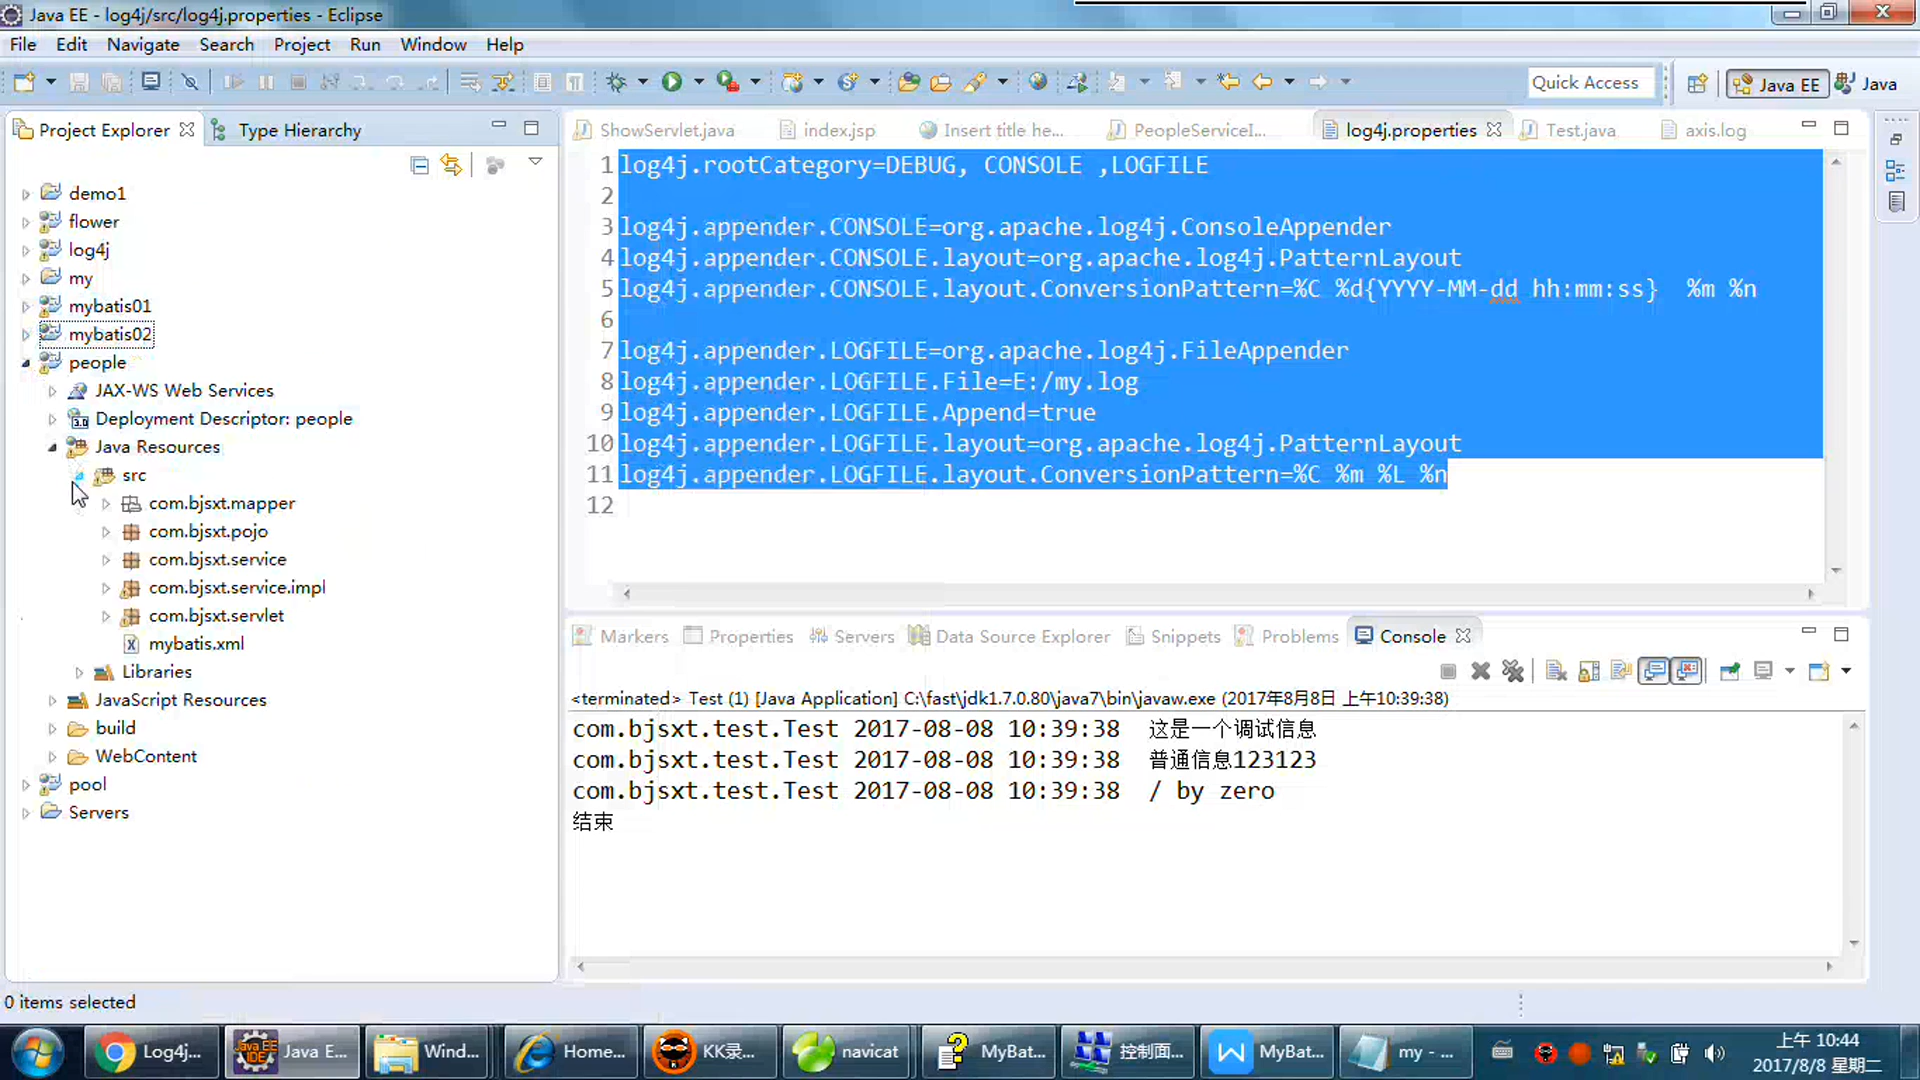 Java EE - log4j/src/log4j.properties - Eclipse
File Edit Navigate Search Project Run Window Help
Quick Access Java EE Java
Project Explorer Type Hierarchy
demo1
flower
log4j
my
mybatis01
mybatis02
people
JAX-WS Web Services
Deployment Descriptor: people
Java Resources
src
com.bjsxt.mapper
com.bjsxt.pojo
com.bjsxt.service
com.bjsxt.service.impl
com.bjsxt.servlet
mybatis.xml
Libraries
JavaScript Resources
build
WebContent
pool
Servers
ShowServlet.java index.jsp Insert title he... PeopleServiceI... log4j.properties Test.java axis.log
1 log4j.rootCategory=DEBUG, CONSOLE ,LOGFILE
2
3 log4j.appender.CONSOLE=org.apache.log4j.ConsoleAppender
4 log4j.appender.CONSOLE.layout=org.apache.log4j.PatternLayout
5 log4j.appender.CONSOLE.layout.ConversionPattern=%C %d{YYYY-MM-dd hh:mm:ss}  %m %n
6
7 log4j.appender.LOGFILE=org.apache.log4j.FileAppender
8 log4j.appender.LOGFILE.File=E:/my.log
9 log4j.appender.LOGFILE.Append=true
10 log4j.appender.LOGFILE.layout=org.apache.log4j.PatternLayout
11 log4j.appender.LOGFILE.layout.ConversionPattern=%C %m %L %n
12
Markers Properties Servers Data Source Explorer Snippets Problems Console
<terminated> Test (1) [Java Application] C:\fast\jdk1.7.0.80\java7\bin\javaw.exe (2017年8月8日 上午10:39:38)
com.bjsxt.test.Test 2017-08-08 10:39:38  这是一个调试信息
com.bjsxt.test.Test 2017-08-08 10:39:38  普通信息123123
com.bjsxt.test.Test 2017-08-08 10:39:38  / by zero
结束
0 items selected
Log4j... Java E... Wind... Home... KK录... navicat MyBat... 控制面... MyBat... my - ...
上午 10:44
2017/8/8 星期二